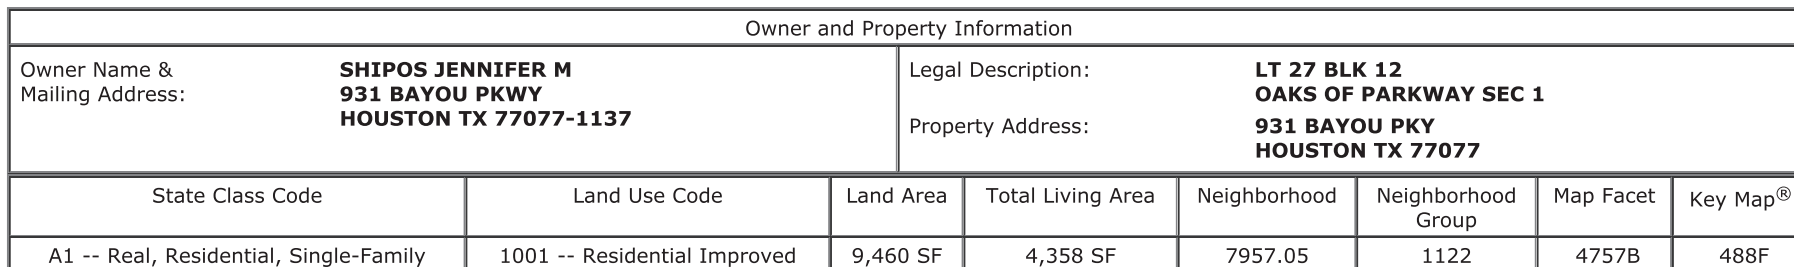 Owner and Property Information
Owner Name &
Mailing Address:
SHIPOS JENNIFER M
931 BAYOU PKWY
HOUSTON TX 77077-1137
Legal Description:
LT 27 BLK 12
OAKS OF PARKWAY SEC 1
Property Address:
931 BAYOU PKY
HOUSTON TX 77077
State Class Code
Land Use Code
Land Area
Total Living Area
Neighborhood
Neighborhood
Group
Map Facet
Key Map®
A1 -- Real, Residential, Single-Family
1001 -- Residential Improved
9,460 SF
4,358 SF
7957.05
1122
4757B
488F